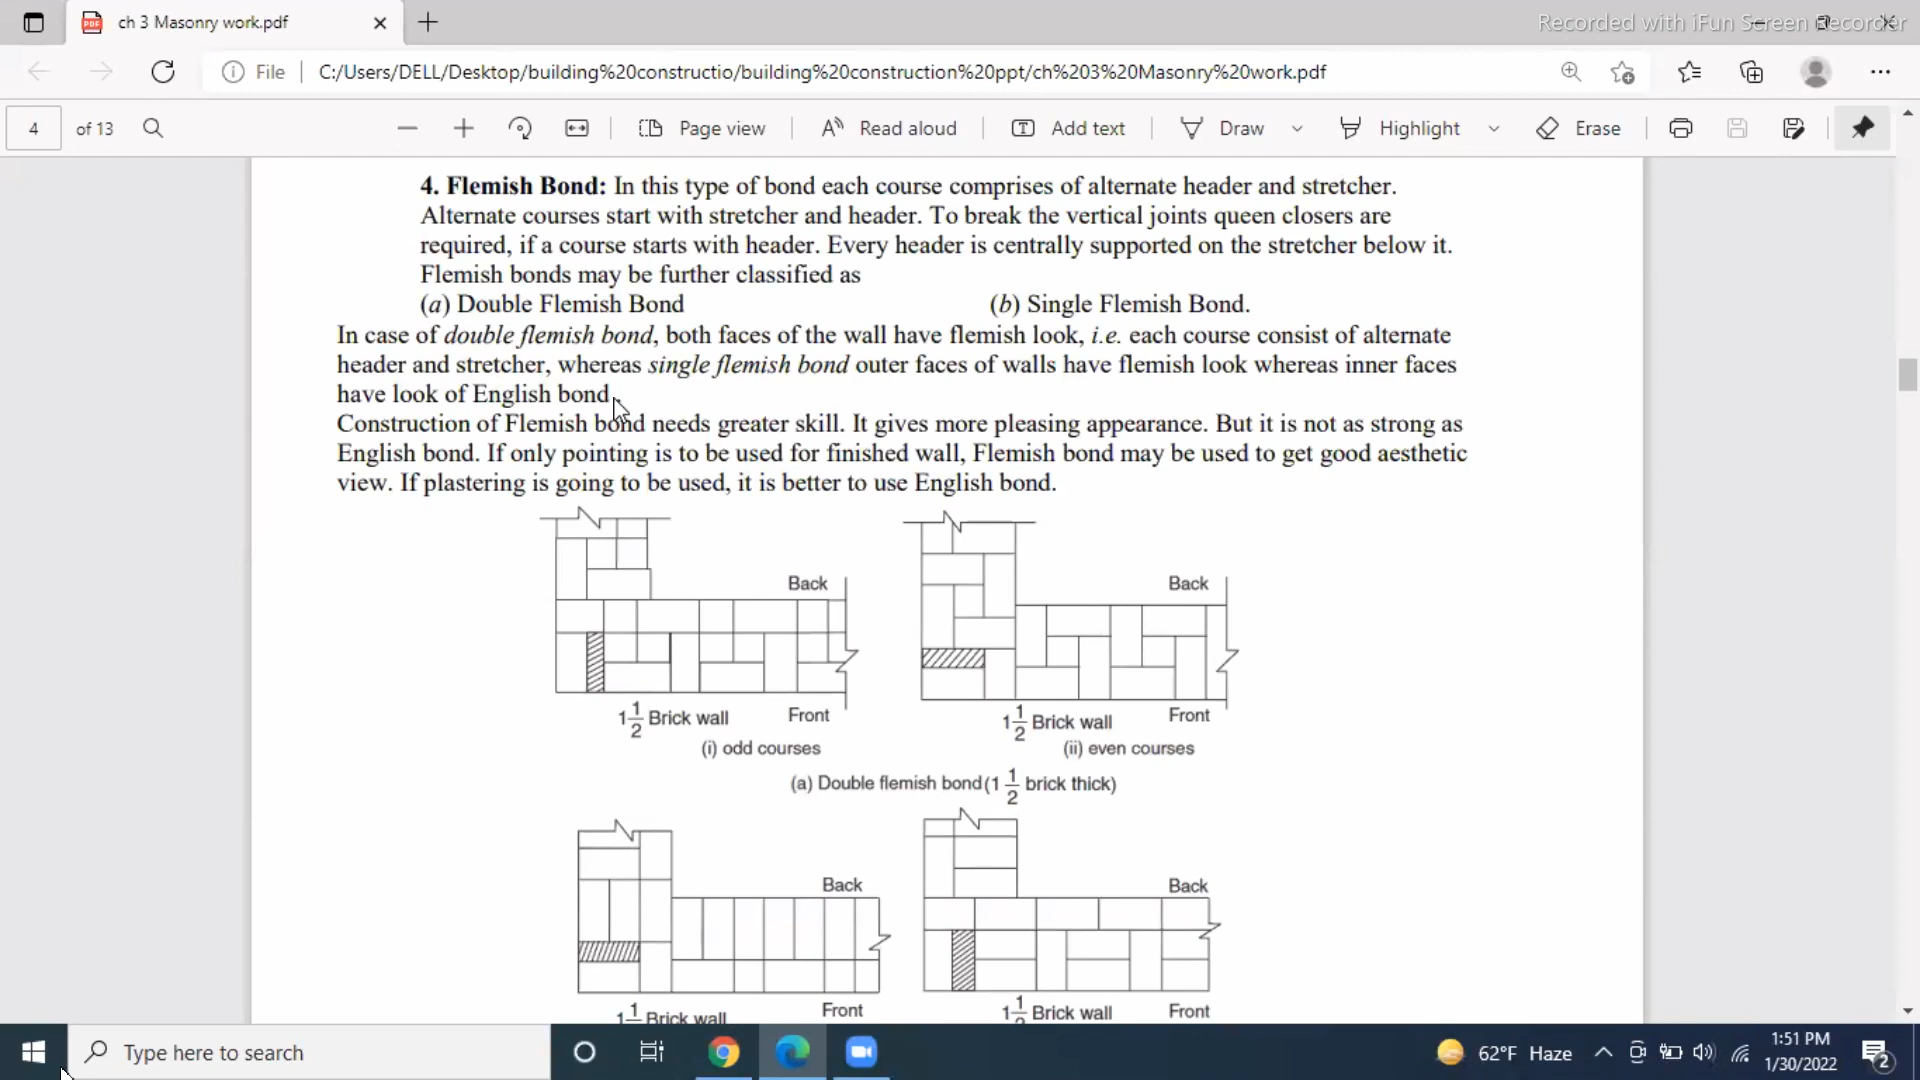 ch 3 Masonry work.pdf
Recorded with iFun Screen Recorder
File
C:/Users/DELL/Desktop/building%20constructio/building%20construction%20ppt/ch%203%20Masonry%20work.pdf
4 of 13
Page view
Read aloud
Add text
Draw
Highlight
Erase
4. Flemish Bond: In this type of bond each course comprises of alternate header and stretcher.
Alternate courses start with stretcher and header. To break the vertical joints queen closers are
required, if a course starts with header. Every header is centrally supported on the stretcher below it.
Flemish bonds may be further classified as
(a) Double Flemish Bond (b) Single Flemish Bond.
In case of double flemish bond, both faces of the wall have flemish look, i.e. each course consist of alternate
header and stretcher, whereas single flemish bond outer faces of walls have flemish look whereas inner faces
have look of English bond.
Construction of Flemish bond needs greater skill. It gives more pleasing appearance. But it is not as strong as
English bond. If only pointing is to be used for finished wall, Flemish bond may be used to get good aesthetic
view. If plastering is going to be used, it is better to use English bond.
Back
Back
1 1/2 Brick wall Front
1 1/2 Brick wall Front
(i) odd courses
(ii) even courses
(a) Double flemish bond (1 1/2 brick thick)
Back
Back
Front
Brick wall
1 1/2 Brick wall Front
Type here to search
62°F Haze
1:51 PM
1/30/2022
2